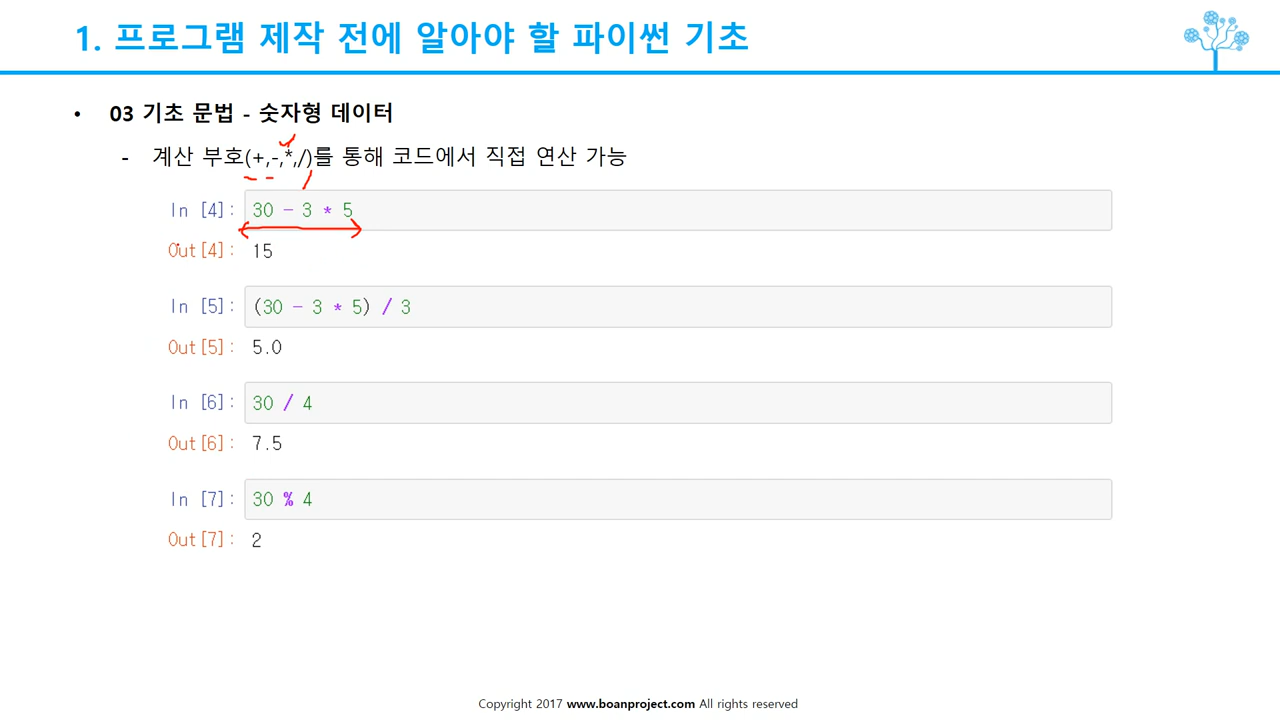 1. 프로그램 제작 전에 알아야 할 파이썬 기초
• 03 기초 문법 - 숫자형 데이터
- 계산 부호(+,-,*,/)를 통해 코드에서 직접 연산 가능
In [4]: 30 - 3 * 5
Out[4]: 15
In [5]: (30 - 3 * 5) / 3
Out[5]: 5.0
In [6]: 30 / 4
Out[6]: 7.5
In [7]: 30 % 4
Out[7]: 2
Copyright 2017 www.boanproject.com All rights reserved